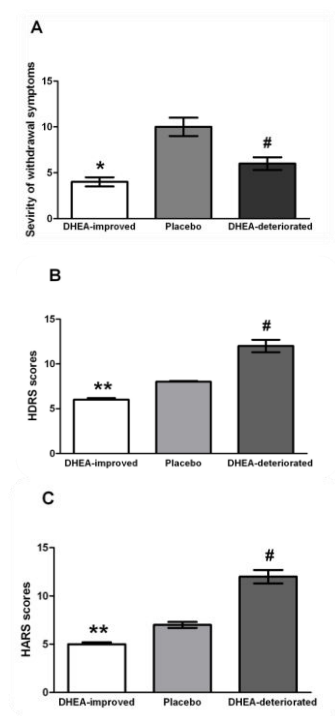 A
Sevirity of withdrawal symptoms
15
10
5
0
*
#
DHEA-improved Placebo DHEA-deteriorated
B
HDRS scores
15
10
5
0
**
#
DHEA-improved Placebo DHEA-deteriorated
C
HARS scores
15
10
5
0
**
#
DHEA-improved Placebo DHEA-deteriorated